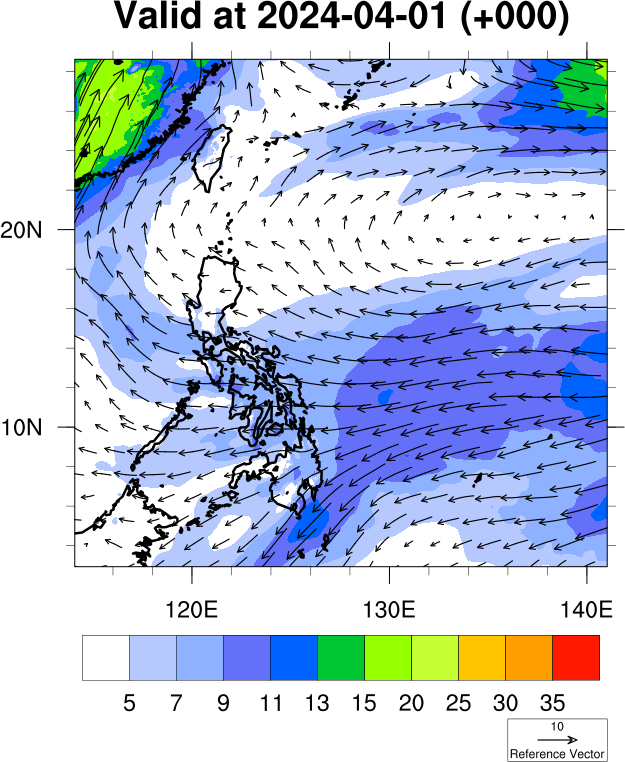 Valid at 2024-04-01 (+000)
20N
10N
120E 130E 140E
5 7 9 11 13 15 20 25 30 35
10
Reference Vector